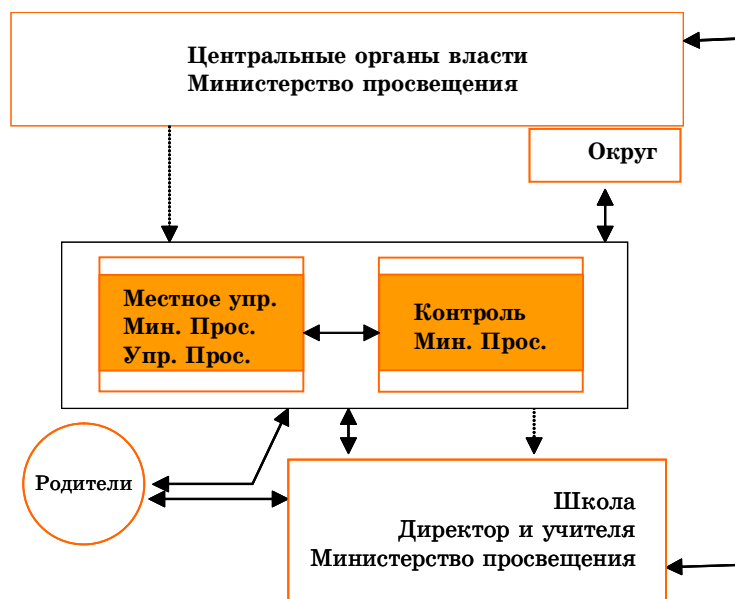 Центральные органы власти
Министерство просвещения
Округ
Местное упр.
Мин. Прос.
Упр. Прос.
Контроль
Мин. Прос.
Родители
Школа
Директор и учителя
Министерство просвещения